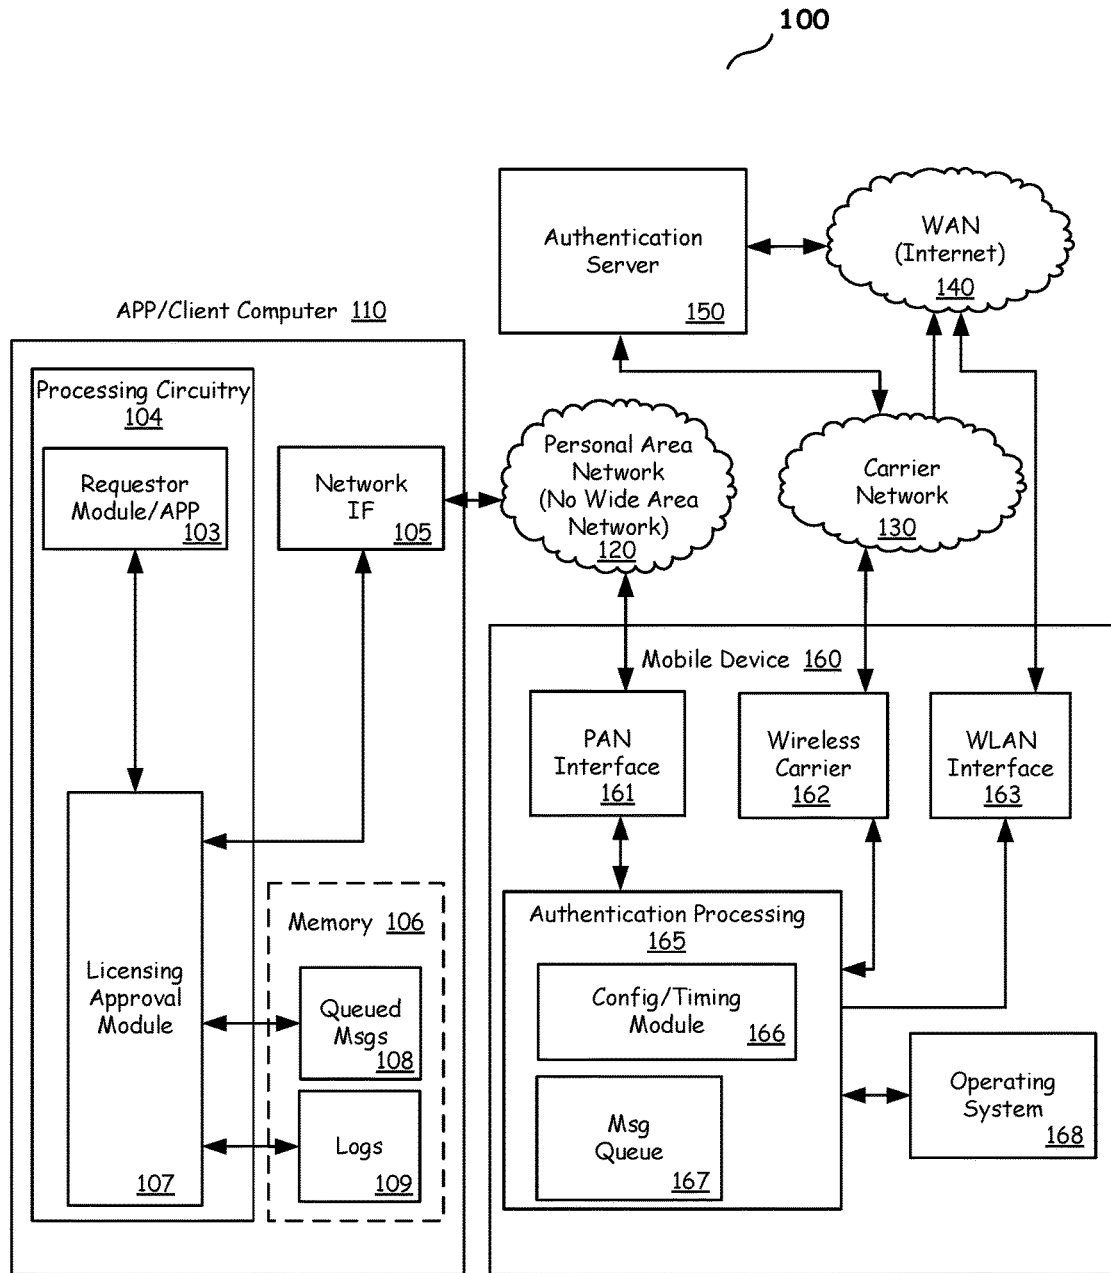 100
Authentication
Server
150
WAN
(Internet)
140
APP/Client Computer 110
Processing Circuitry
104
Requestor
Module/APP
103
Network
IF
105
Personal Area
Network
(No Wide Area
Network)
120
Carrier
Network
130
Mobile Device 160
PAN
Interface
161
Wireless
Carrier
162
WLAN
Interface
163
Licensing
Approval
Module
107
Memory 106
Queued
Msgs
108
Logs
109
Authentication Processing
165
Config/Timing
Module
166
Msg
Queue
167
Operating
System
168